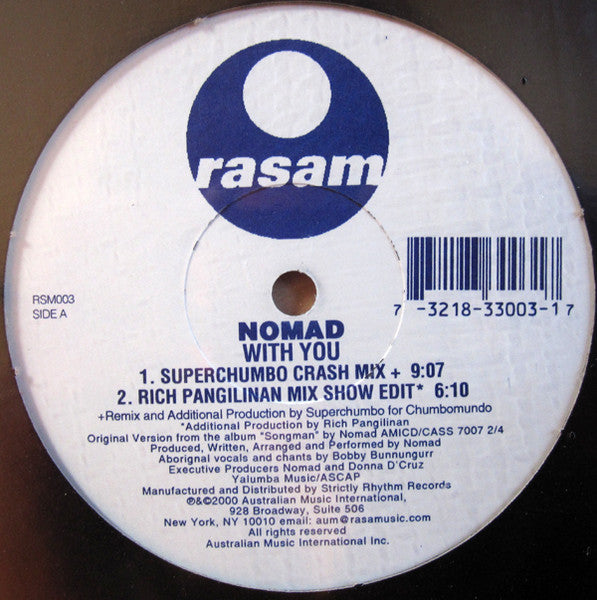 rasam
RSM003
SIDE A
7 -3218-33003-1 7
NOMAD
WITH YOU
1. SUPERCHUMBO CRASH MIX + 9:07
2. RICH PANGILINAN MIX SHOW EDIT* 6:10
+Remix and Additional Production by Superchumbo for Chumbomundo
*Additional Production by Rich Pangilinan
Original Version from the album "Songman" by Nomad AMICD/CASS 7007 2/4
Produced, Written, Arranged and Performed by Nomad
Aborignal vocals and chants by Bobby Bunnungurr
Executive Producers Nomad and Donna D'Cruz
Yalumba Music/ASCAP
Manufactured and Distributed by Strictly Rhythm Records
℗&©2000 Australian Music International,
928 Broadway, Suite 506
New York, NY 10010 email: aum@rasamusic.com
All rights reserved
Australian Music International Inc.